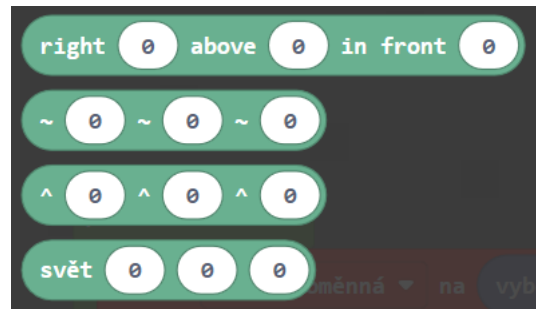 right 0 above 0 in front 0
~ 0 ~ 0 ~ 0
^ 0 ^ 0 ^ 0
svět 0 0 0
oměnná na vyb